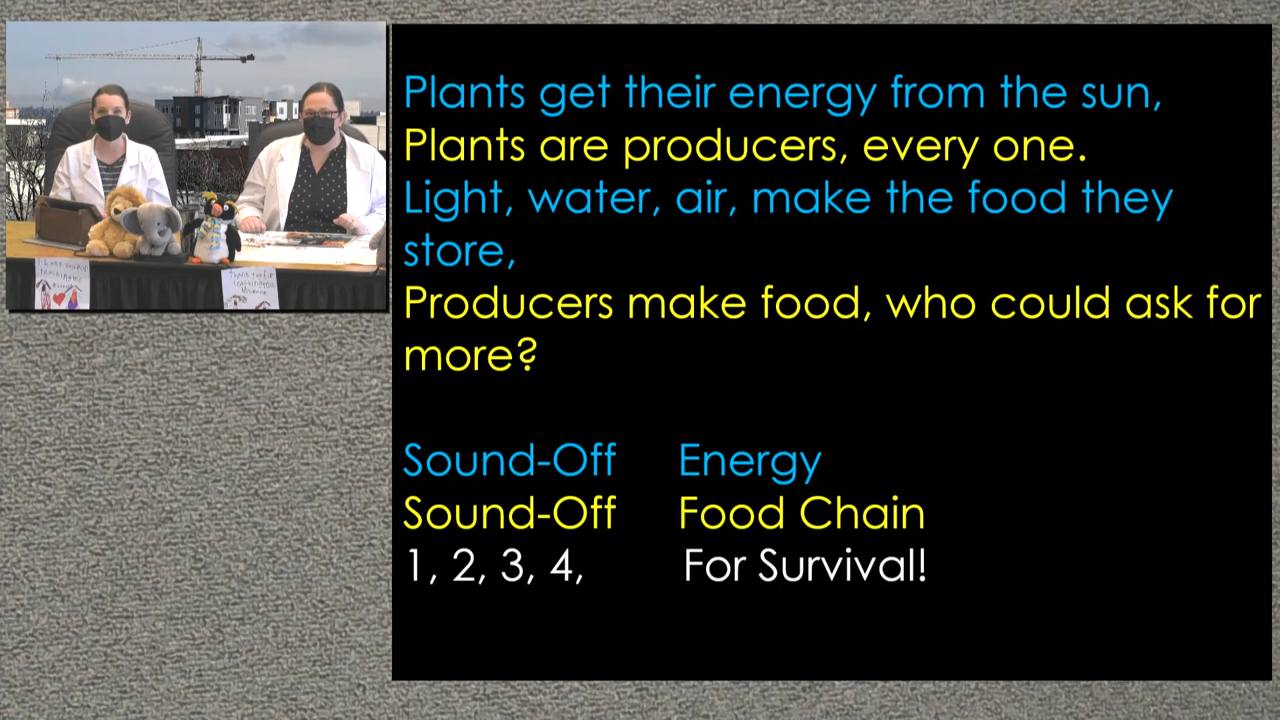 Plants get their energy from the sun,
Plants are producers, every one.
Light, water, air, make the food they
store,
Producers make food, who could ask for
more?
Sound-Off Energy
Sound-Off Food Chain
1, 2, 3, 4, For Survival!